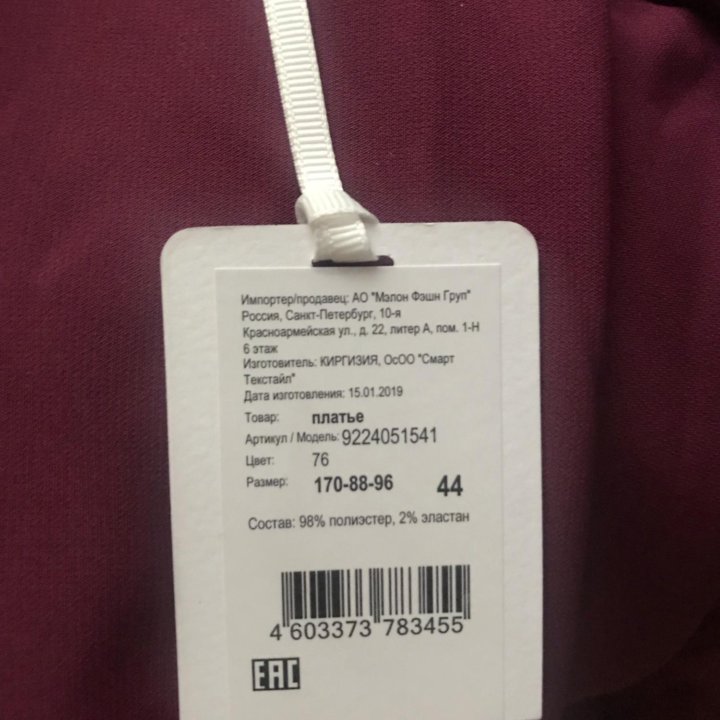 Импортер/продавец: АО "Мэлон Фэшн Груп"
Россия, Санкт-Петербург, 10-я
Красноармейская ул., д. 22, литер А, пом. 1-Н
6 этаж
Изготовитель: КИРГИЗИЯ, ОсОО "Смарт
Текстайл"
Дата изготовления: 15.01.2019
Товар: платье
Артикул / Модель: 9224051541
Цвет: 76
Размер: 170-88-96 44
Состав: 98% полиэстер, 2% эластан
4 603373 783455
EAC